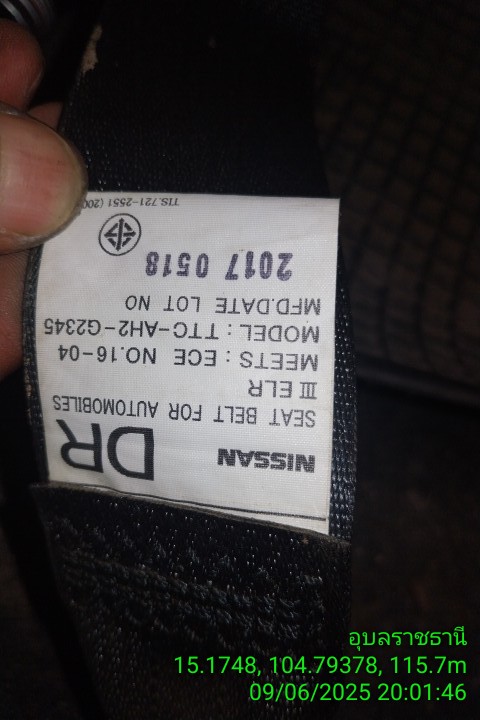 NISSAN DR
SEAT BELT FOR AUTOMOBILES
III ELR
MEETS : ECE NO.16-04
MODEL : TTC-AH2-G2345
MFD.DATE LOT NO
2017 0518
TIS.721-2551
อุบลราชธานี
15.1748, 104.79378, 115.7m
09/06/2025 20:01:46